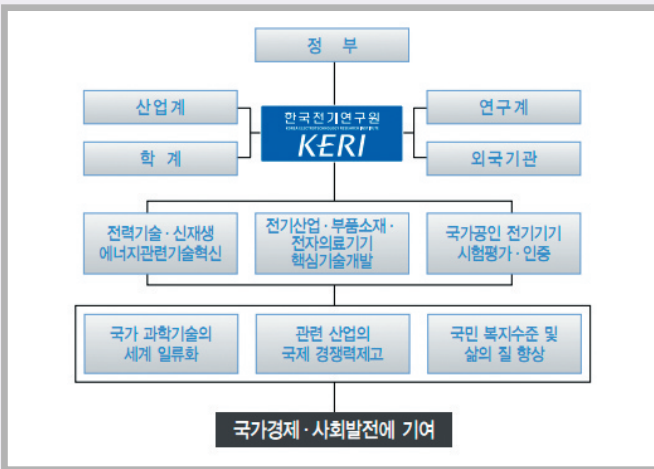 정 부
산업계
연구계
한국전기연구원
KOREA ELECTROTECHNOLOGY RESEARCH INSTITUTE
KERI
학 계
외국기관
전력기술·신재생
에너지관련기술혁신
전기산업·부품소재·
전자의료기기
핵심기술개발
국가공인 전기기기
시험평가·인증
국가 과학기술의
세계 일류화
관련 산업의
국제 경쟁력제고
국민 복지수준 및
삶의 질 향상
국가경제·사회발전에 기여